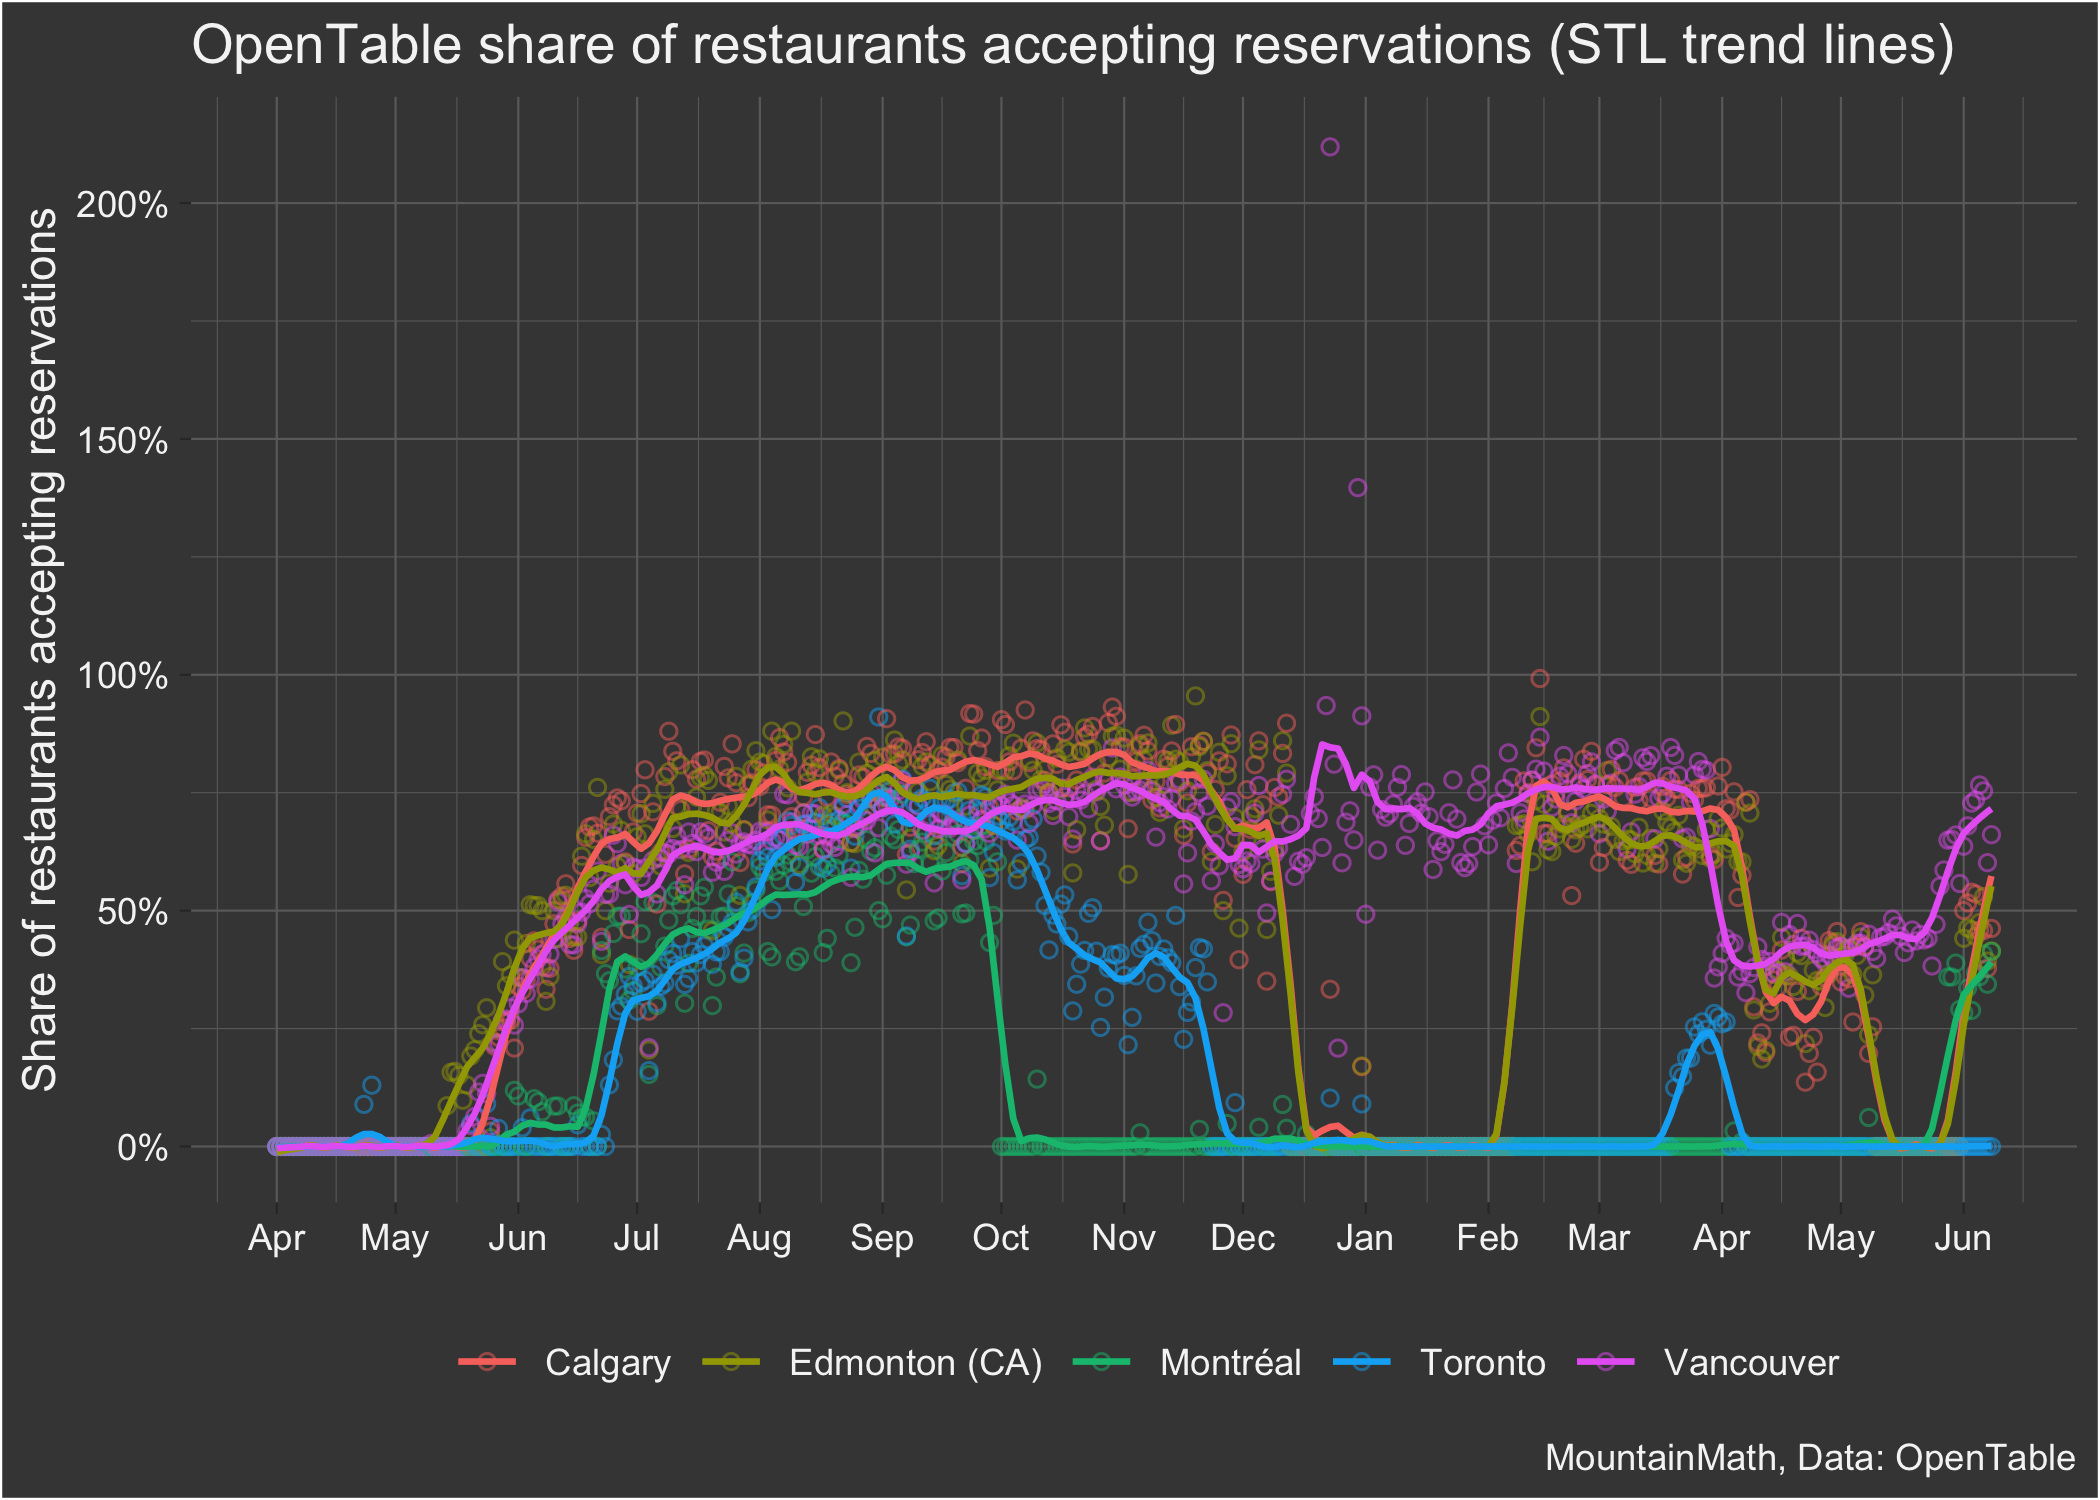 OpenTable share of restaurants accepting reservations (STL trend lines)
Share of restaurants accepting reservations
200%
150%
100%
50%
0%
Apr May Jun Jul Aug Sep Oct Nov Dec Jan Feb Mar Apr May Jun
Calgary Edmonton (CA) Montréal Toronto Vancouver
MountainMath, Data: OpenTable